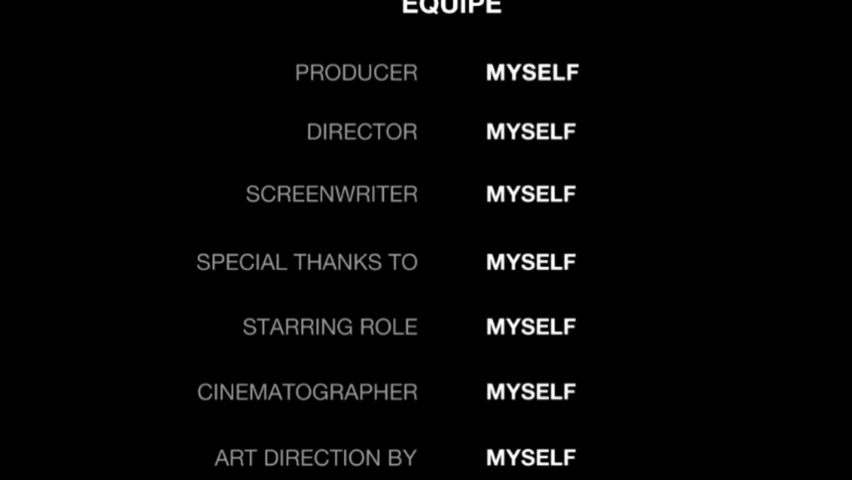 EQUIPE
PRODUCER MYSELF
DIRECTOR MYSELF
SCREENWRITER MYSELF
SPECIAL THANKS TO MYSELF
STARRING ROLE MYSELF
CINEMATOGRAPHER MYSELF
ART DIRECTION BY MYSELF